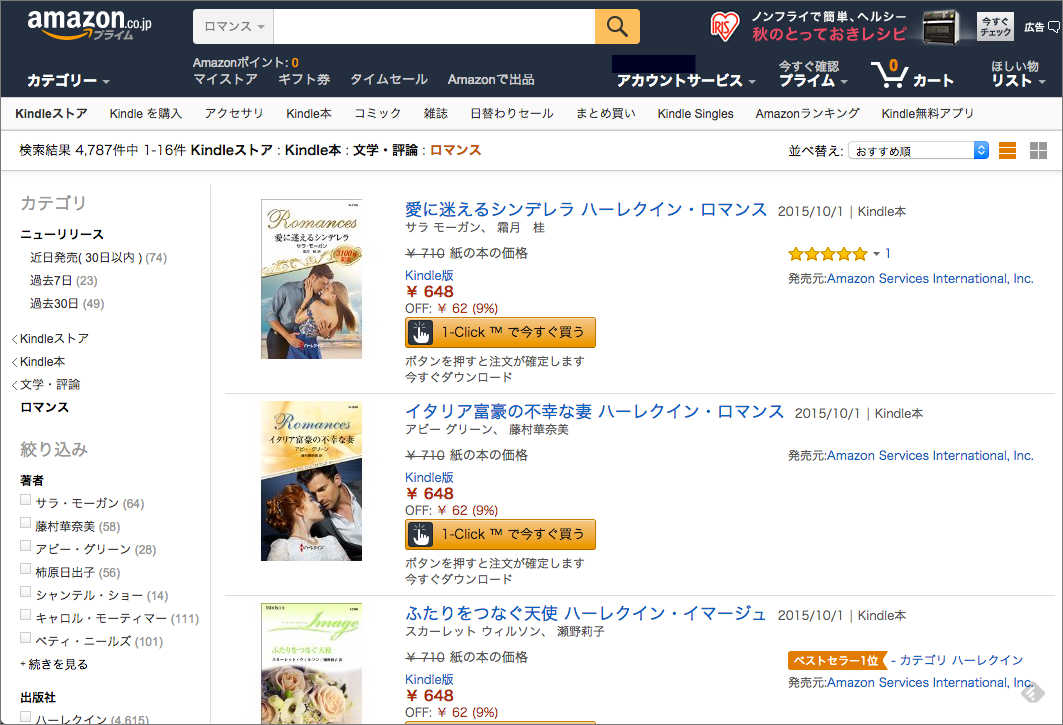 amazon.co.jp
プライム
ロマンス
IRIS
ノンフライで簡単、ヘルシー
秋のとっておきレシピ
今すぐ
チェック
広告
カテゴリー
Amazonポイント: 0
マイストア ギフト券 タイムセール Amazonで出品
アカウントサービス
今すぐ確認
プライム
0
カート
ほしい物
リスト
Kindleストア Kindle を購入 アクセサリ Kindle本 コミック 雑誌 日替わりセール まとめ買い Kindle Singles Amazonランキング Kindle無料アプリ
検索結果 4,787件中 1-16件 Kindleストア : Kindle本 : 文学・評論 : ロマンス
並べ替え: おすすめ順
カテゴリ
ニューリリース
近日発売( 30日以内 ) (74)
過去7日 (23)
過去30日 (49)
<Kindleストア
<Kindle本
<文学・評論
ロマンス
絞り込み
著者
サラ・モーガン (64)
藤村華奈美 (58)
アビー・グリーン (28)
柿原日出子 (56)
シャンテル・ショー (14)
キャロル・モーティマー (111)
ベティ・ニールズ (101)
+ 続きを見る
出版社
ハーレクイン (4,615)
Romances
愛に迷えるシンデレラ
サラ・モーガン
ハーレクイン
愛に迷えるシンデレラ ハーレクイン・ロマンス 2015/10/1 | Kindle本
サラ モーガン、 霜月 桂
¥ 710 紙の本の価格
Kindle版
¥ 648
OFF: ¥ 62 (9%)
1-Click ™ で今すぐ買う
ボタンを押すと注文が確定します
今すぐダウンロード
1
発売元:Amazon Services International, Inc.
Romances
イタリア富豪の不幸な妻
アビー・グリーン
ハーレクイン
イタリア富豪の不幸な妻 ハーレクイン・ロマンス 2015/10/1 | Kindle本
アビー グリーン、 藤村華奈美
¥ 710 紙の本の価格
Kindle版
¥ 648
OFF: ¥ 62 (9%)
1-Click ™ で今すぐ買う
ボタンを押すと注文が確定します
今すぐダウンロード
発売元:Amazon Services International, Inc.
Image
ふたりをつなぐ天使
スカーレット・ウィルソン
ふたりをつなぐ天使 ハーレクイン・イマージュ 2015/10/1 | Kindle本
スカーレット ウィルソン、 瀬野莉子
¥ 710 紙の本の価格
Kindle版
¥ 648
OFF: ¥ 62 (9%)
ベストセラー1位 - カテゴリ ハーレクイン
発売元:Amazon Services International, Inc.